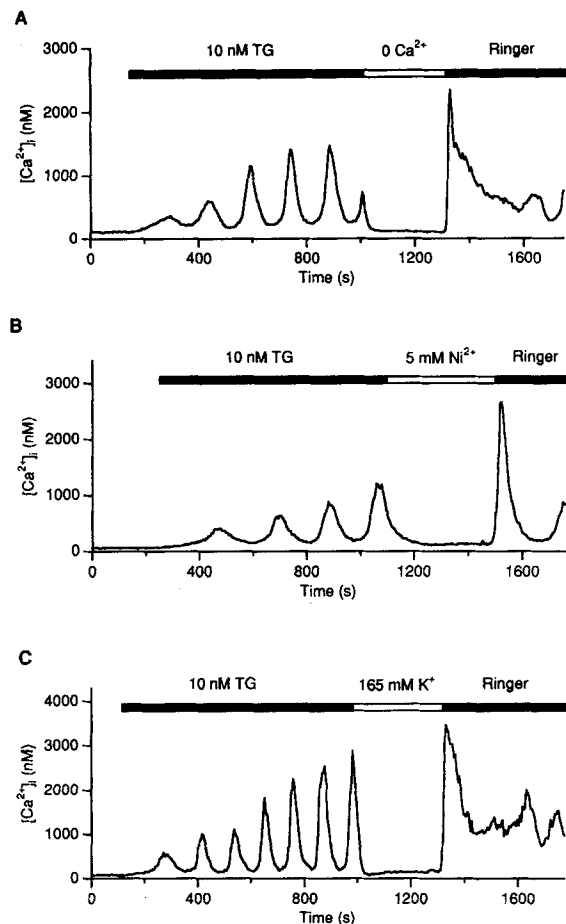 A
10 nM TG 0 Ca²⁺ Ringer
3000
2000
1000
0
[Ca²⁺]i (nM)
0 400 800 1200 1600
Time (s)
B
10 nM TG 5 mM Ni²⁺ Ringer
3000
2000
1000
0
[Ca²⁺]i (nM)
0 400 800 1200 1600
Time (s)
C
10 nM TG 165 mM K⁺ Ringer
4000
3000
2000
1000
0
[Ca²⁺]i (nM)
0 400 800 1200 1600
Time (s)